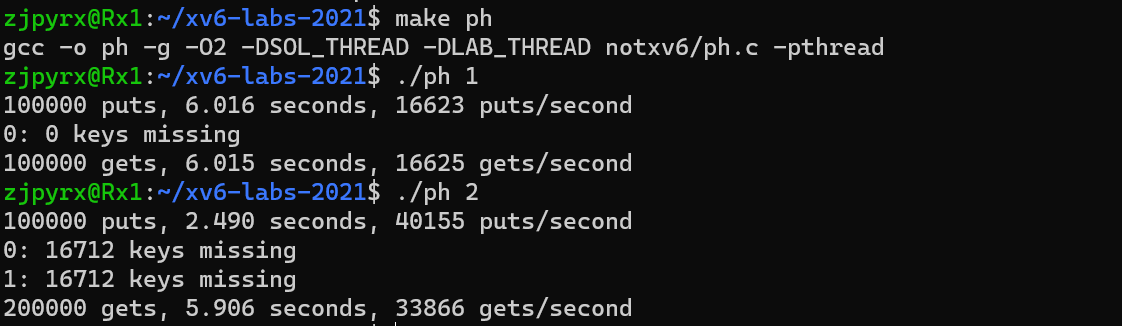 zjpyrx@Rx1:~/xv6-labs-2021$ make ph
gcc -o ph -g -O2 -DSOL_THREAD -DLAB_THREAD notxv6/ph.c -pthread
zjpyrx@Rx1:~/xv6-labs-2021$ ./ph 1
100000 puts, 6.016 seconds, 16623 puts/second
0: 0 keys missing
100000 gets, 6.015 seconds, 16625 gets/second
zjpyrx@Rx1:~/xv6-labs-2021$ ./ph 2
100000 puts, 2.490 seconds, 40155 puts/second
0: 16712 keys missing
1: 16712 keys missing
200000 gets, 5.906 seconds, 33866 gets/second